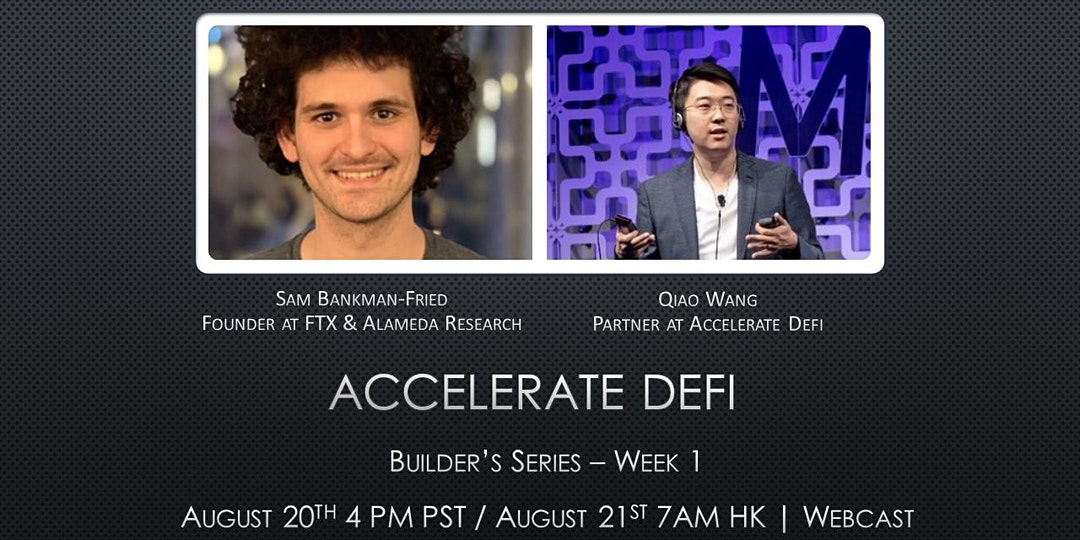 Sam Bankman-Fried
Founder at FTX & Alameda Research
Qiao Wang
Partner at Accelerate Defi
M
ACCELERATE DEFI
Builder's Series – Week 1
August 20TH 4 PM PST / August 21ST 7AM HK | Webcast